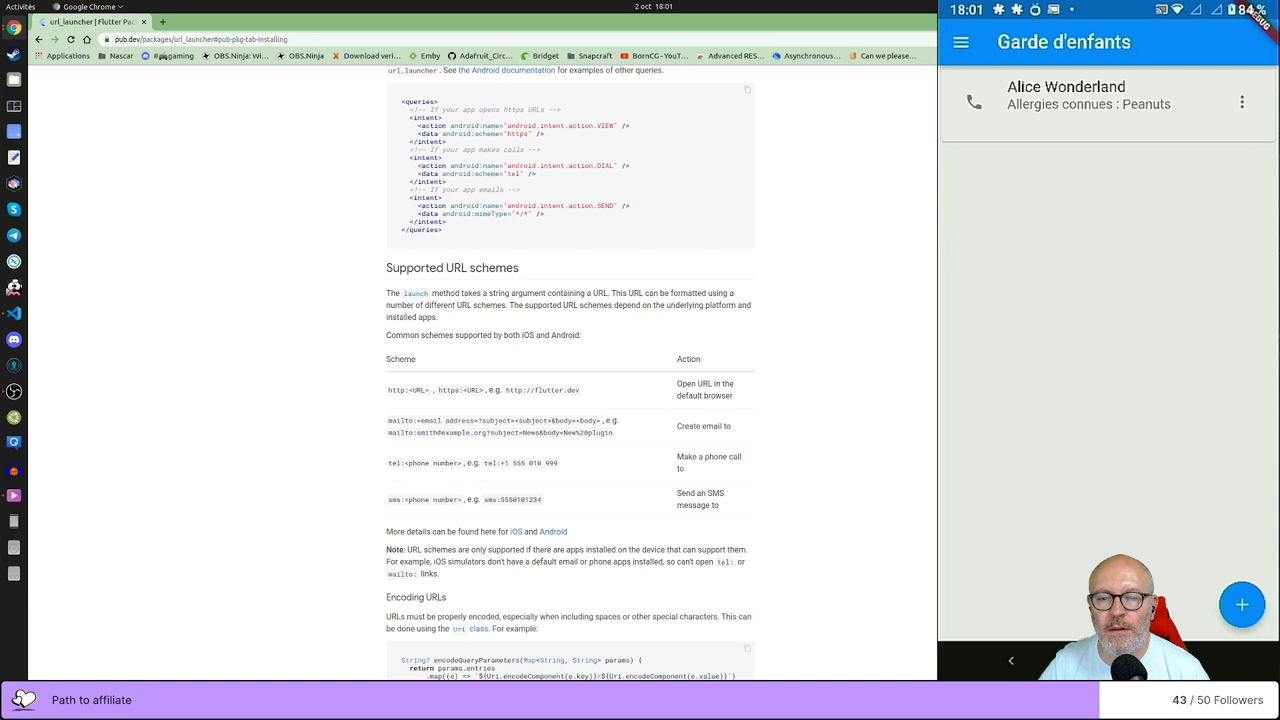 Activités
Google Chrome
2 oct 18:01
url_launcher | Flutter Pac
pub.dev/packages/url_launcher#pub-pkg-tab-installing
Applications
Nascar
#🎮gaming
OBS.Ninja: Wi…
OBS.Ninja
Download veri…
Emby
Adafruit_Circ…
Bridget
Snapcraft
BornCG - YouT…
Advanced RES…
Asynchronous…
Can we please…
url_launcher. See the Android documentation for examples of other queries.
<queries>
<!-- If your app opens https URLs -->
<intent>
<action android:name="android.intent.action.VIEW" />
<data android:scheme="https" />
</intent>
<!-- If your app makes calls -->
<intent>
<action android:name="android.intent.action.DIAL" />
<data android:scheme="tel" />
</intent>
<!-- If your app emails -->
<intent>
<action android:name="android.intent.action.SEND" />
<data android:mimeType="*/*" />
</intent>
</queries>
Supported URL schemes
The launch method takes a string argument containing a URL. This URL can be formatted using a
number of different URL schemes. The supported URL schemes depend on the underlying platform and
installed apps.
Common schemes supported by both iOS and Android:
Scheme Action
http:<URL> , https:<URL> , e.g. http://flutter.dev
Open URL in the
default browser
mailto:<email address>?subject=<subject>&body=<body> , e.g.
mailto:smith@example.org?subject=News&body=New%20plugin
Create email to
tel:<phone number> , e.g. tel:+1 555 010 999
Make a phone call
to
sms:<phone number> , e.g. sms:5550101234
Send an SMS
message to
More details can be found here for iOS and Android
Note: URL schemes are only supported if there are apps installed on the device that can support them.
For example, iOS simulators don't have a default email or phone apps installed, so can't open tel: or
mailto: links.
Encoding URLs
URLs must be properly encoded, especially when including spaces or other special characters. This can
be done using the Uri class. For example:
String? encodeQueryParameters(Map<String, String> params) {
return params.entries
.map((e) => '${Uri.encodeComponent(e.key)}=${Uri.encodeComponent(e.value)}')
18:01
84%
DEBUG
Garded'enfants
Alice Wonderland
Allergies connues : Peanuts
Path to affiliate
43 / 50 Followers